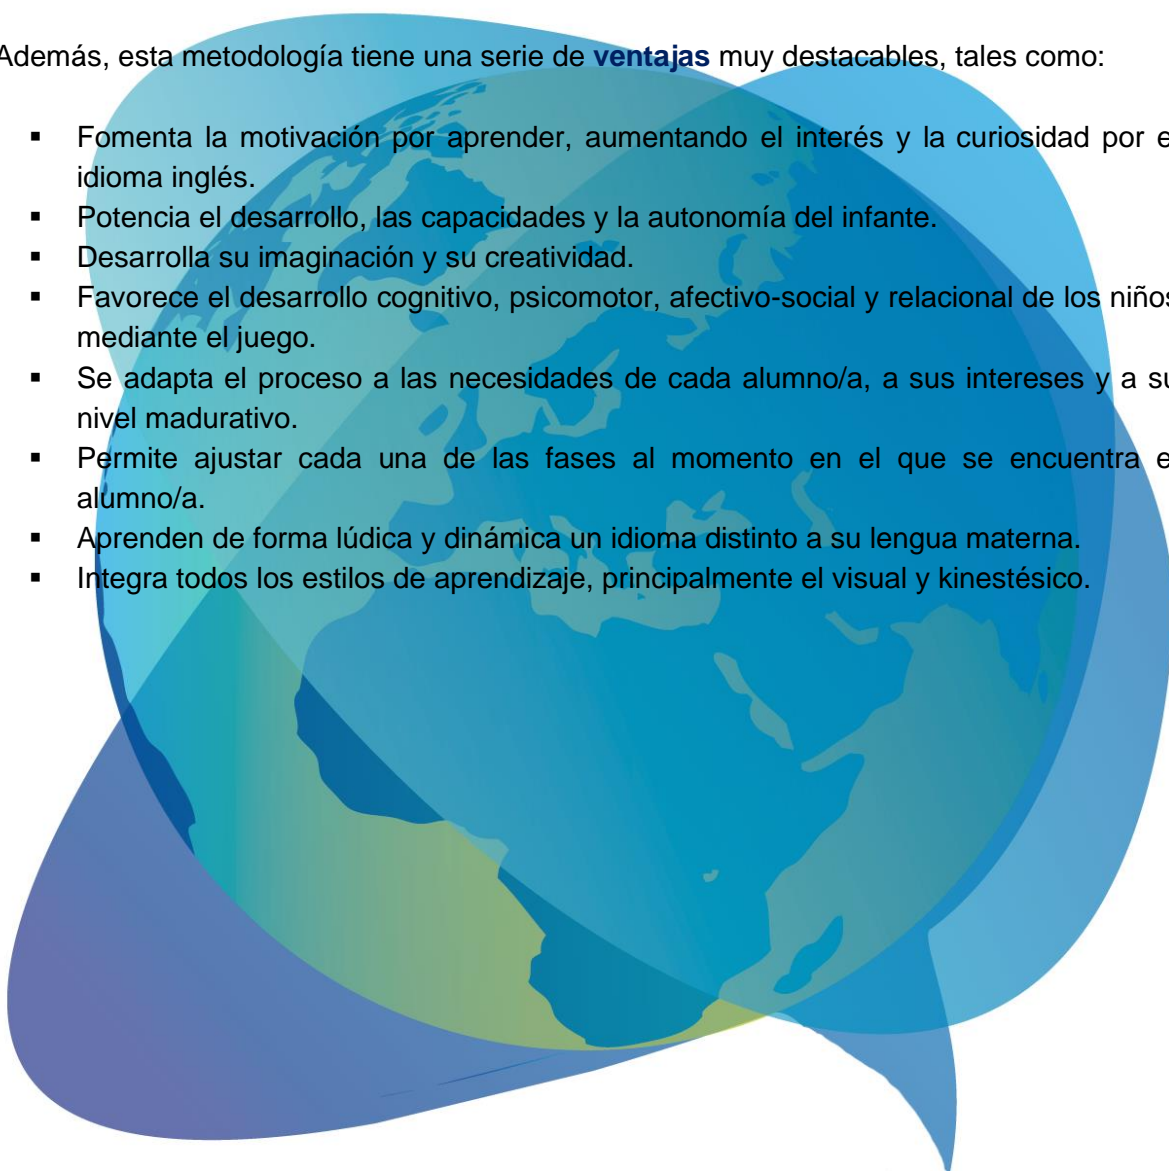 Además, esta metodología tiene una serie de ventajas muy destacables, tales como:
▪ Fomenta la motivación por aprender, aumentando el interés y la curiosidad por e
idioma inglés.
▪ Potencia el desarrollo, las capacidades y la autonomía del infante.
▪ Desarrolla su imaginación y su creatividad.
▪ Favorece el desarrollo cognitivo, psicomotor, afectivo-social y relacional de los niños
mediante el juego.
▪ Se adapta el proceso a las necesidades de cada alumno/a, a sus intereses y a su
nivel madurativo.
▪ Permite ajustar cada una de las fases al momento en el que se encuentra e
alumno/a.
▪ Aprenden de forma lúdica y dinámica un idioma distinto a su lengua materna.
▪ Integra todos los estilos de aprendizaje, principalmente el visual y kinestésico.